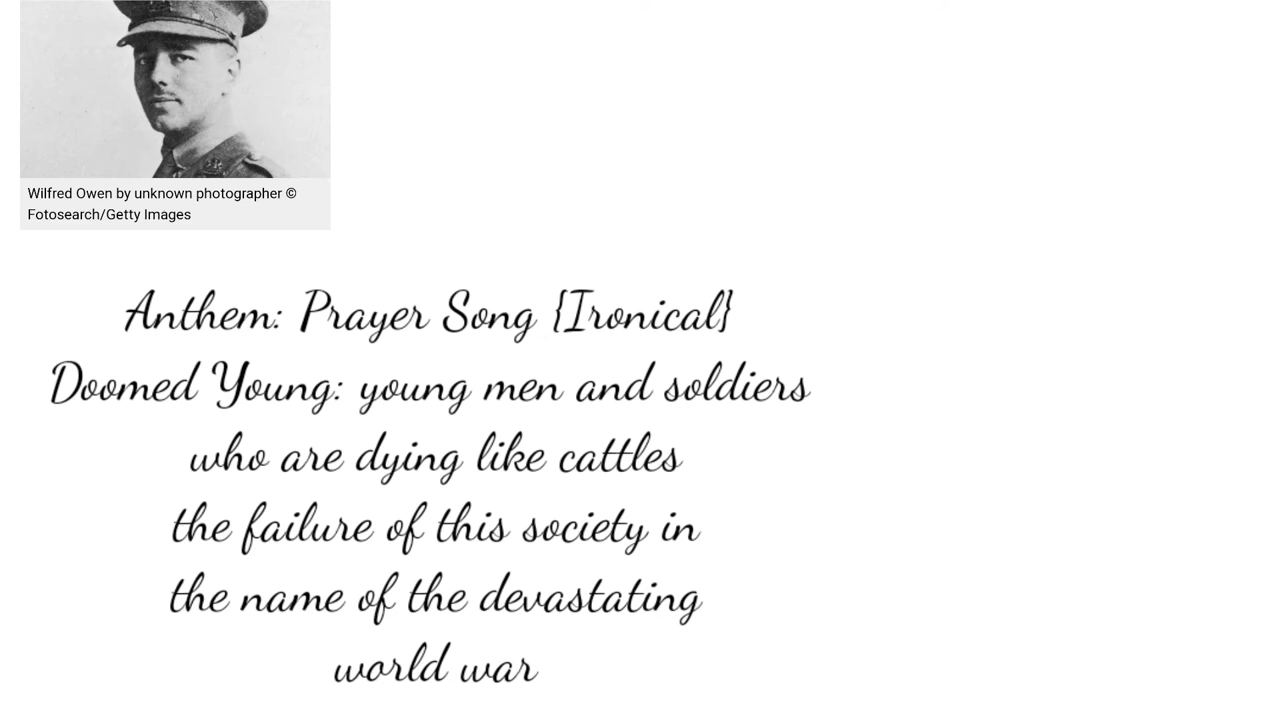 Wilfred Owen by unknown photographer ©
Fotosearch/Getty Images
Anthem: Prayer Song {Ironical}
Doomed Young: young men and soldiers
who are dying like cattles
the failure of this society in
the name of the devastating
world war